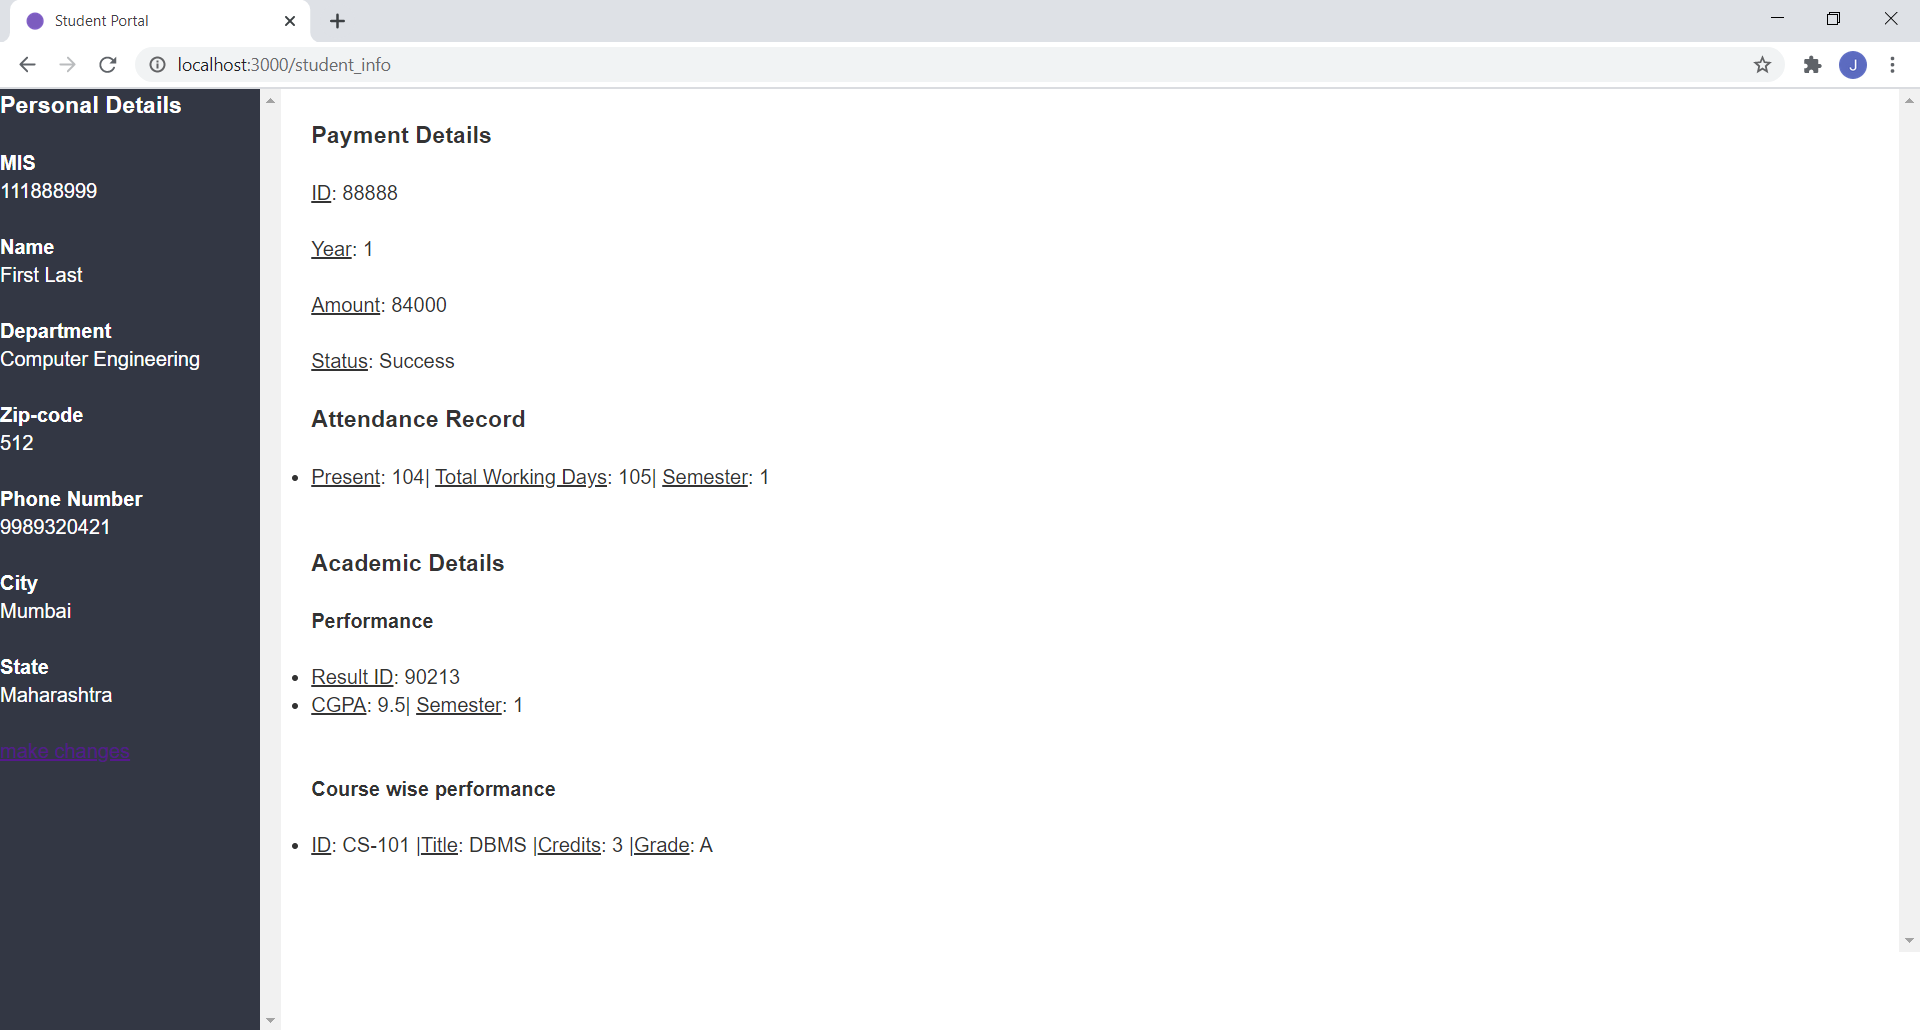 Student Portal
localhost:3000/student_info
J
Personal Details
MIS
111888999
Name
First Last
Department
Computer Engineering
Zip-code
512
Phone Number
9989320421
City
Mumbai
State
Maharashtra
make changes
Payment Details
ID: 88888
Year: 1
Amount: 84000
Status: Success
Attendance Record
• Present: 104| Total Working Days: 105| Semester: 1
Academic Details
Performance
• Result ID: 90213
• CGPA: 9.5| Semester: 1
Course wise performance
• ID: CS-101 |Title: DBMS |Credits: 3 |Grade: A